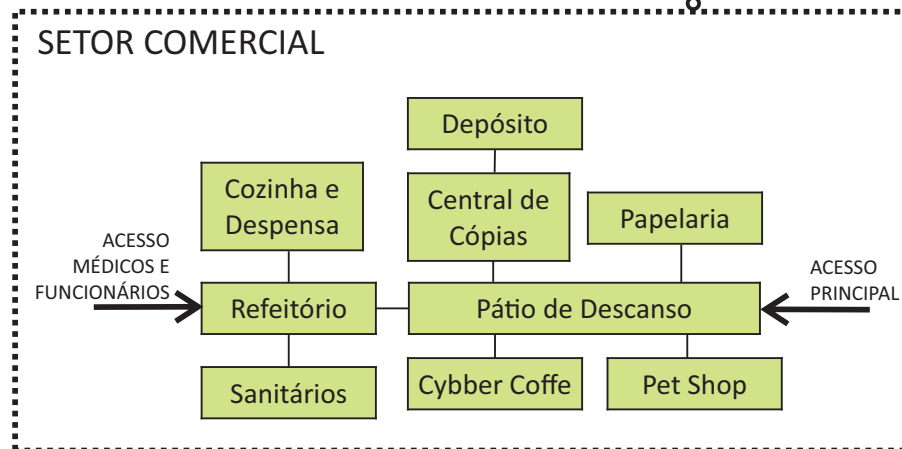 SETOR COMERCIAL
Depósito
Cozinha e
Despensa
Central de
Cópias
Papelaria
ACESSO
MÉDICOS E
FUNCIONÁRIOS
Refeitório
Pátio de Descanso
ACESSO
PRINCIPAL
Sanitários
Cybber Coffe
Pet Shop